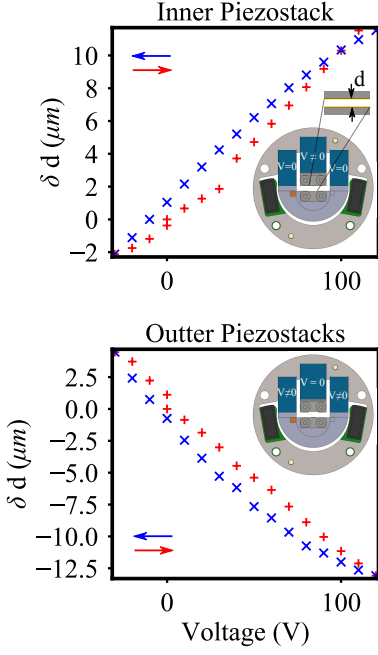 Inner Piezostack
δ d (μm)
10
8
6
4
2
0
−2
d
V=0
V ≠ 0
V=0
0
100
Outter Piezostacks
δ d (μm)
2.5
0.0
−2.5
−5.0
−7.5
−10.0
−12.5
V≠0
V = 0
V≠0
0
100
Voltage (V)